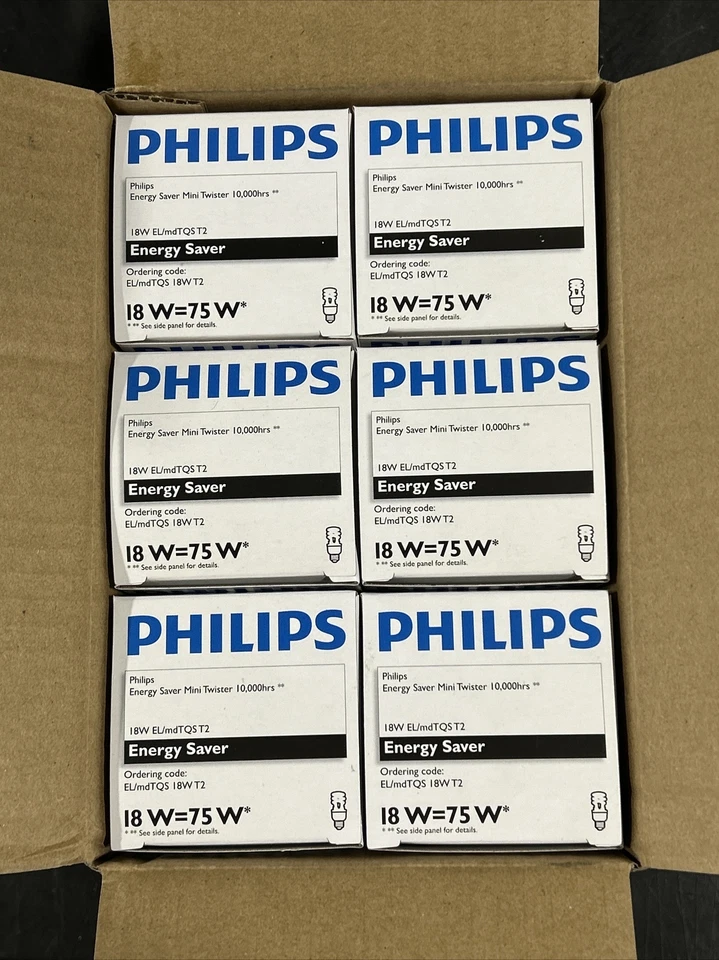 PHILIPS
Philips
Energy Saver Mini Twister 10,000hrs **
18W EL/mdTQS T2
Energy Saver
Ordering code:
EL/mdTQS 18W T2
18 W=75 W*
* ** See side panel for details.
PHILIPS
Philips
Energy Saver Mini Twister 10,000hrs **
18W EL/mdTQS T2
Energy Saver
Ordering code:
EL/mdTQS 18W T2
18 W=75 W*
* ** See side panel for details.
PHILIPS
Philips
Energy Saver Mini Twister 10,000hrs **
18W EL/mdTQS T2
Energy Saver
Ordering code:
EL/mdTQS 18W T2
18 W=75 W*
* ** See side panel for details.
PHILIPS
Philips
Energy Saver Mini Twister 10,000hrs **
18W EL/mdTQS T2
Energy Saver
Ordering code:
EL/mdTQS 18W T2
18 W=75 W*
* ** See side panel for details.
PHILIPS
Philips
Energy Saver Mini Twister 10,000hrs **
18W EL/mdTQS T2
Energy Saver
Ordering code:
EL/mdTQS 18W T2
18 W=75 W*
* ** See side panel for details.
PHILIPS
Philips
Energy Saver Mini Twister 10,000hrs **
18W EL/mdTQS T2
Energy Saver
Ordering code:
EL/mdTQS 18W T2
18 W=75 W*
* ** See side panel for details.